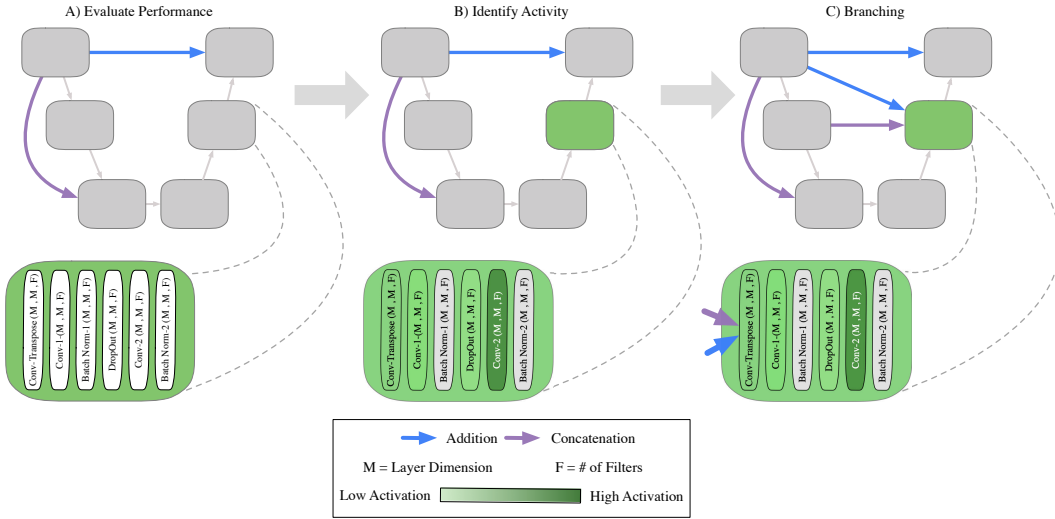 A) Evaluate Performance
B) Identify Activity
C) Branching
Conv-Transpose (M , M , F)
Conv-1-(M , M , F)
Batch Norm-1 (M , M , F)
DropOut (M , M , F)
Conv-2 (M , M , F)
Batch Norm-2 (M , M , F)
Conv-Transpose (M , M , F)
Conv-1-(M , M , F)
Batch Norm-1 (M , M , F)
DropOut (M , M , F)
Conv-2 (M , M , F)
Batch Norm-2 (M , M , F)
Conv-Transpose (M , M , F)
Conv-1-(M , M , F)
Batch Norm-1 (M , M , F)
DropOut (M , M , F)
Conv-2 (M , M , F)
Batch Norm-2 (M , M , F)
Addition
Concatenation
M = Layer Dimension
F = # of Filters
Low Activation
High Activation